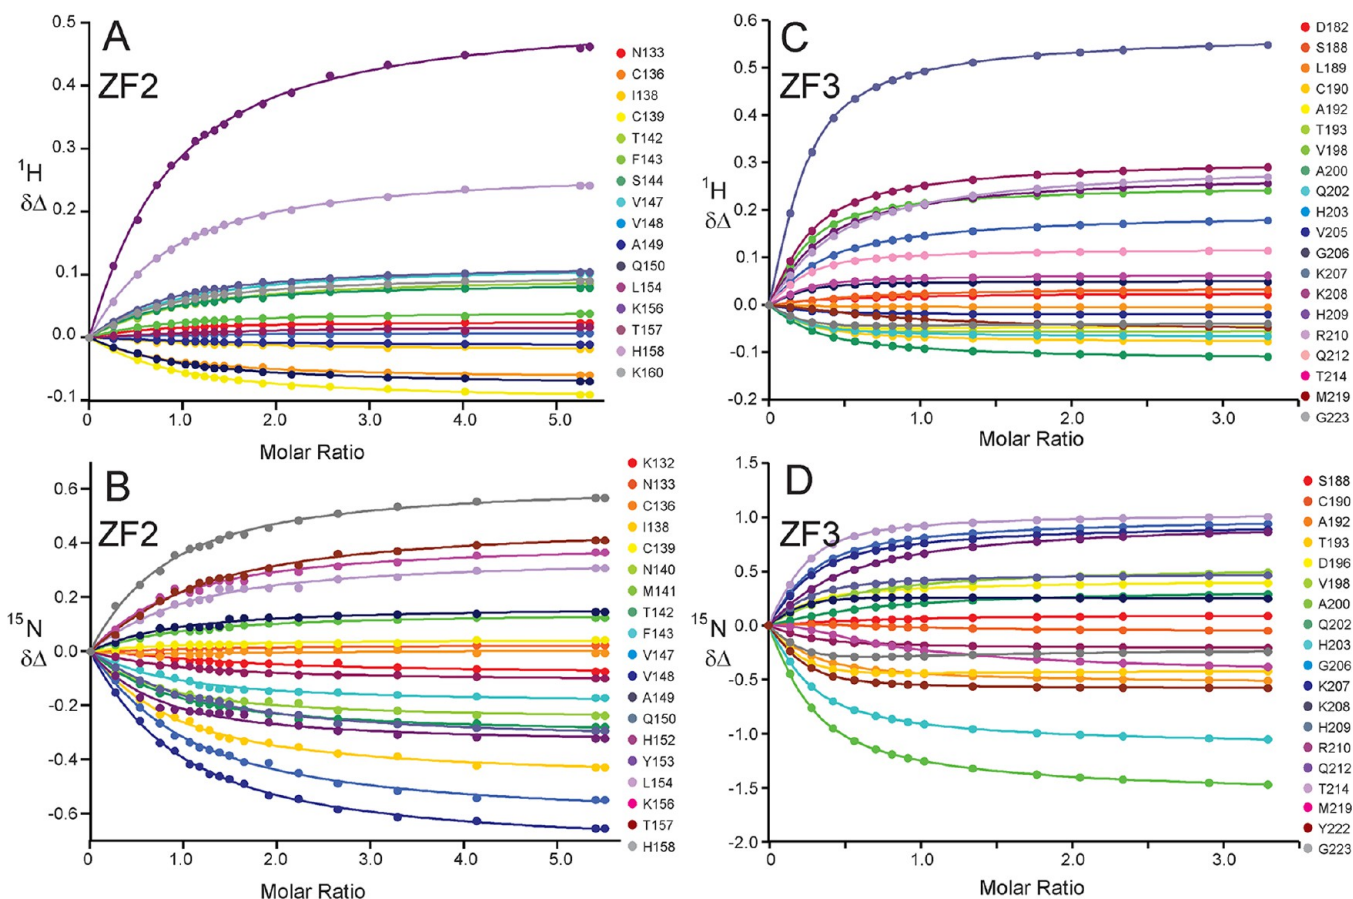 A
ZF2
0.5
0.4
0.3
0.2
0.1
0.0
-0.1
¹H
δΔ
0
1.0
2.0
3.0
4.0
5.0
Molar Ratio
N133
C136
I138
C139
T142
F143
S144
V147
V148
A149
Q150
L154
K156
T157
H158
K160
C
ZF3
0.6
0.5
0.4
0.3
0.2
0.1
0.0
-0.1
-0.2
¹H
δΔ
0
1.0
2.0
3.0
Molar Ratio
D182
S188
L189
C190
A192
T193
V198
A200
Q202
H203
V205
G206
K207
K208
H209
R210
Q212
T214
M219
G223
B
ZF2
0.6
0.4
0.2
0.0
-0.2
-0.4
-0.6
¹⁵N
δΔ
0
1.0
2.0
3.0
4.0
5.0
Molar Ratio
K132
N133
C136
I138
C139
N140
M141
T142
F143
V147
V148
A149
Q150
H152
Y153
L154
K156
T157
H158
D
ZF3
1.5
1.0
0.5
0.0
-0.5
-1.0
-1.5
-2.0
¹⁵N
δΔ
0
1.0
2.0
3.0
Molar Ratio
S188
C190
A192
T193
D196
V198
A200
Q202
H203
G206
K207
K208
H209
R210
Q212
T214
M219
Y222
G223